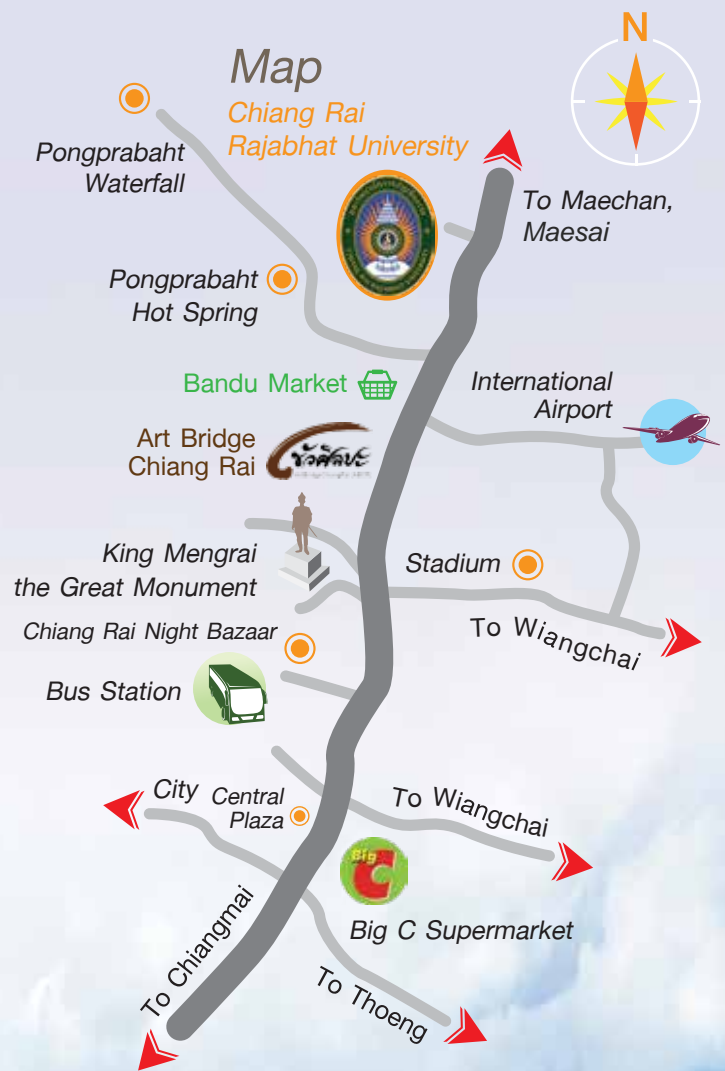 N
Map
Chiang Rai
Rajabhat University
Pongprabaht
Waterfall
To Maechan,
Maesai
Pongprabaht
Hot Spring
Bandu Market
International
Airport
Art Bridge
Chiang Rai
ขัวศิลปะ
King Mengrai
the Great Monument
Stadium
To Wiangchai
Chiang Rai Night Bazaar
Bus Station
City
Central
Plaza
To Wiangchai
Big
C
Big C Supermarket
To Chiangmai
To Thoeng